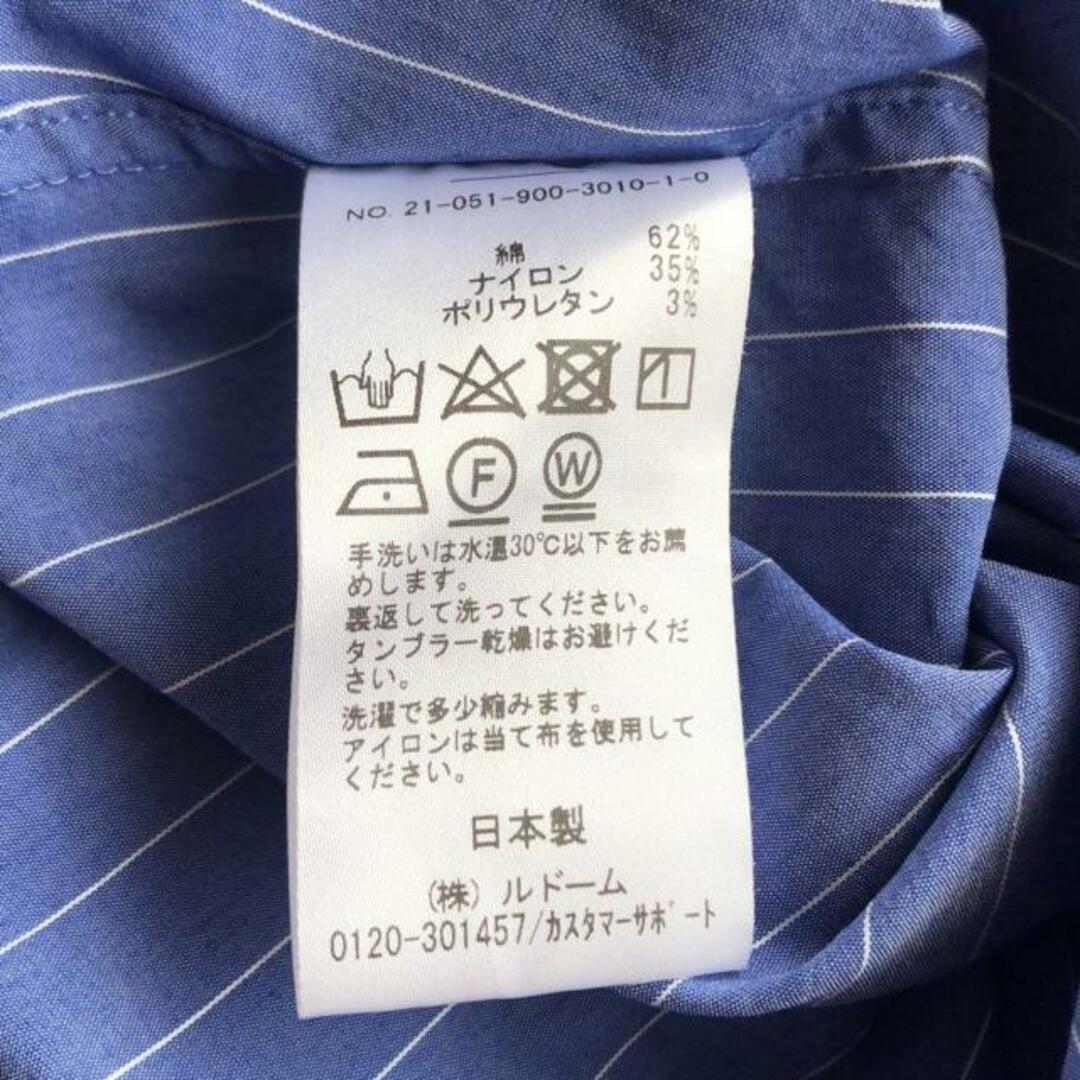 NO. 21-051-900-3010-1-0
綿 62%
ナイロン 35%
ポリウレタン 3%
F W
手洗いは水温30℃以下をお薦
めします。
裏返して洗ってください。
タンブラー乾燥はお避けくだ
さい。
洗濯で多少縮みます。
アイロンは当て布を使用して
ください。
日本製
(株) ルドーム
0120-301457/カスタマーサポート